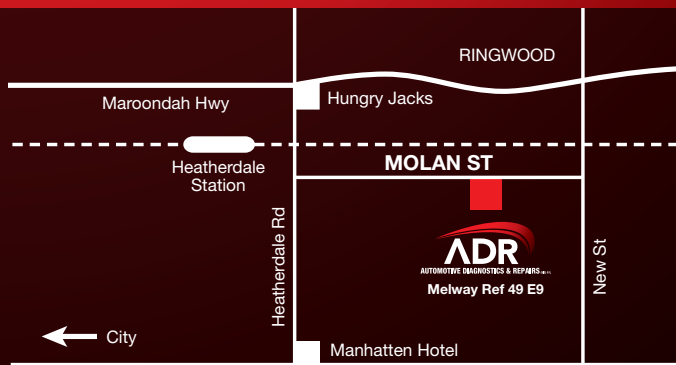 RINGWOOD
Maroondah Hwy
Hungry Jacks
Heatherdale
Station
MOLAN ST
Heatherdale Rd
New St
ADR
AUTOMOTIVE DIAGNOSTICS & REPAIRS
Melway Ref 49 E9
City
Manhatten Hotel